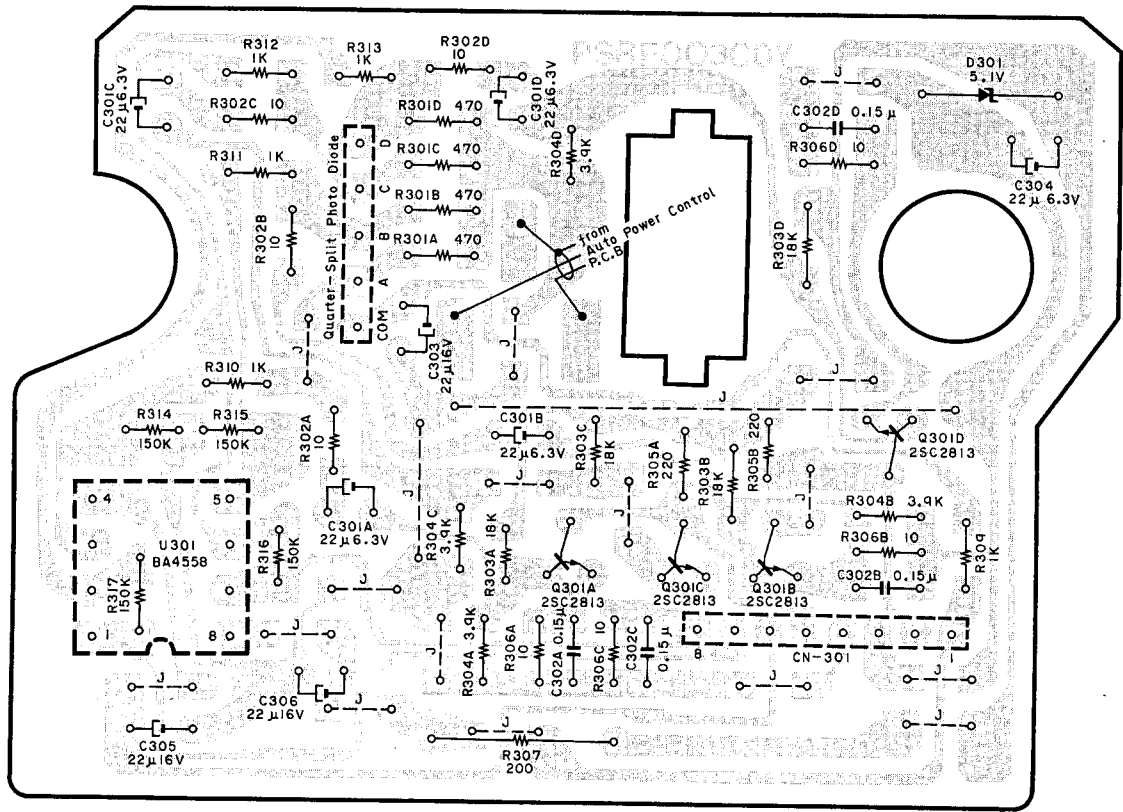 R312
1K
R313
1K
R302D
10
PSBE00300Y
J
D301
5.1V
C301C
22µ6.3V
R302C 10
R301D 470
C301D
22µ6.3V
C302D 0.15µ
R304D
3.9K
R306D 10
R311 1K
R301C 470
C304
22µ6.3V
Quarter-Split Photo Diode
D
C
B
A
COM
R301B 470
R302B
10
R301A 470
from
Auto Power Control
P.C.B
R303D
18K
J
C303
22µ16V
J
J
R310 1K
J
R314
150K
R315
150K
R302A
10
C301B
22µ6.3V
R303C
18K
R305A
220
R303B
18K
R305B 220
Q301D
2SC2813
J
J
J
J
4
5
U301
BA4558
R317
150K
1
8
R316
150K
C301A
22µ6.3V
R304C
3.9K
R303A 18K
R304B 3.9K
R306B 10
C302B 0.15µ
R309
1K
Q301A
2SC2813
Q301C
2SC2813
Q301B
2SC2813
J
J
J
R304A 3.9K
R306A
10
C302A 0.15µ
R306C 10
C302C
0.15µ
8
CN-301
1
J
J
J
J
C306
22µ16V
J
C305
22µ16V
J
R307
200